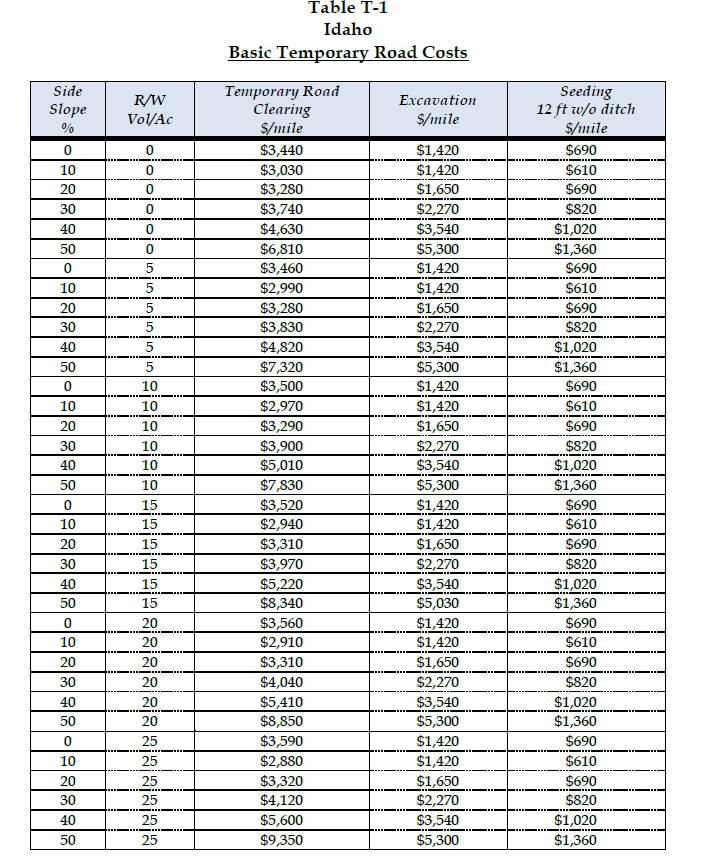 Table T-1
Idaho
Basic Temporary Road Costs
Side Slope % R/W Vol/Ac Temporary Road Clearing $/mile Excavation $/mile Seeding 12 ft w/o ditch $/mile
0 0 $3,440 $1,420 $690
10 0 $3,030 $1,420 $610
20 0 $3,280 $1,650 $690
30 0 $3,740 $2,270 $820
40 0 $4,630 $3,540 $1,020
50 0 $6,810 $5,300 $1,360
0 5 $3,460 $1,420 $690
10 5 $2,990 $1,420 $610
20 5 $3,280 $1,650 $690
30 5 $3,830 $2,270 $820
40 5 $4,820 $3,540 $1,020
50 5 $7,320 $5,300 $1,360
0 10 $3,500 $1,420 $690
10 10 $2,970 $1,420 $610
20 10 $3,290 $1,650 $690
30 10 $3,900 $2,270 $820
40 10 $5,010 $3,540 $1,020
50 10 $7,830 $5,300 $1,360
0 15 $3,520 $1,420 $690
10 15 $2,940 $1,420 $610
20 15 $3,310 $1,650 $690
30 15 $3,970 $2,270 $820
40 15 $5,220 $3,540 $1,020
50 15 $8,340 $5,030 $1,360
0 20 $3,560 $1,420 $690
10 20 $2,910 $1,420 $610
20 20 $3,310 $1,650 $690
30 20 $4,040 $2,270 $820
40 20 $5,410 $3,540 $1,020
50 20 $8,850 $5,300 $1,360
0 25 $3,590 $1,420 $690
10 25 $2,880 $1,420 $610
20 25 $3,320 $1,650 $690
30 25 $4,120 $2,270 $820
40 25 $5,600 $3,540 $1,020
50 25 $9,350 $5,300 $1,360